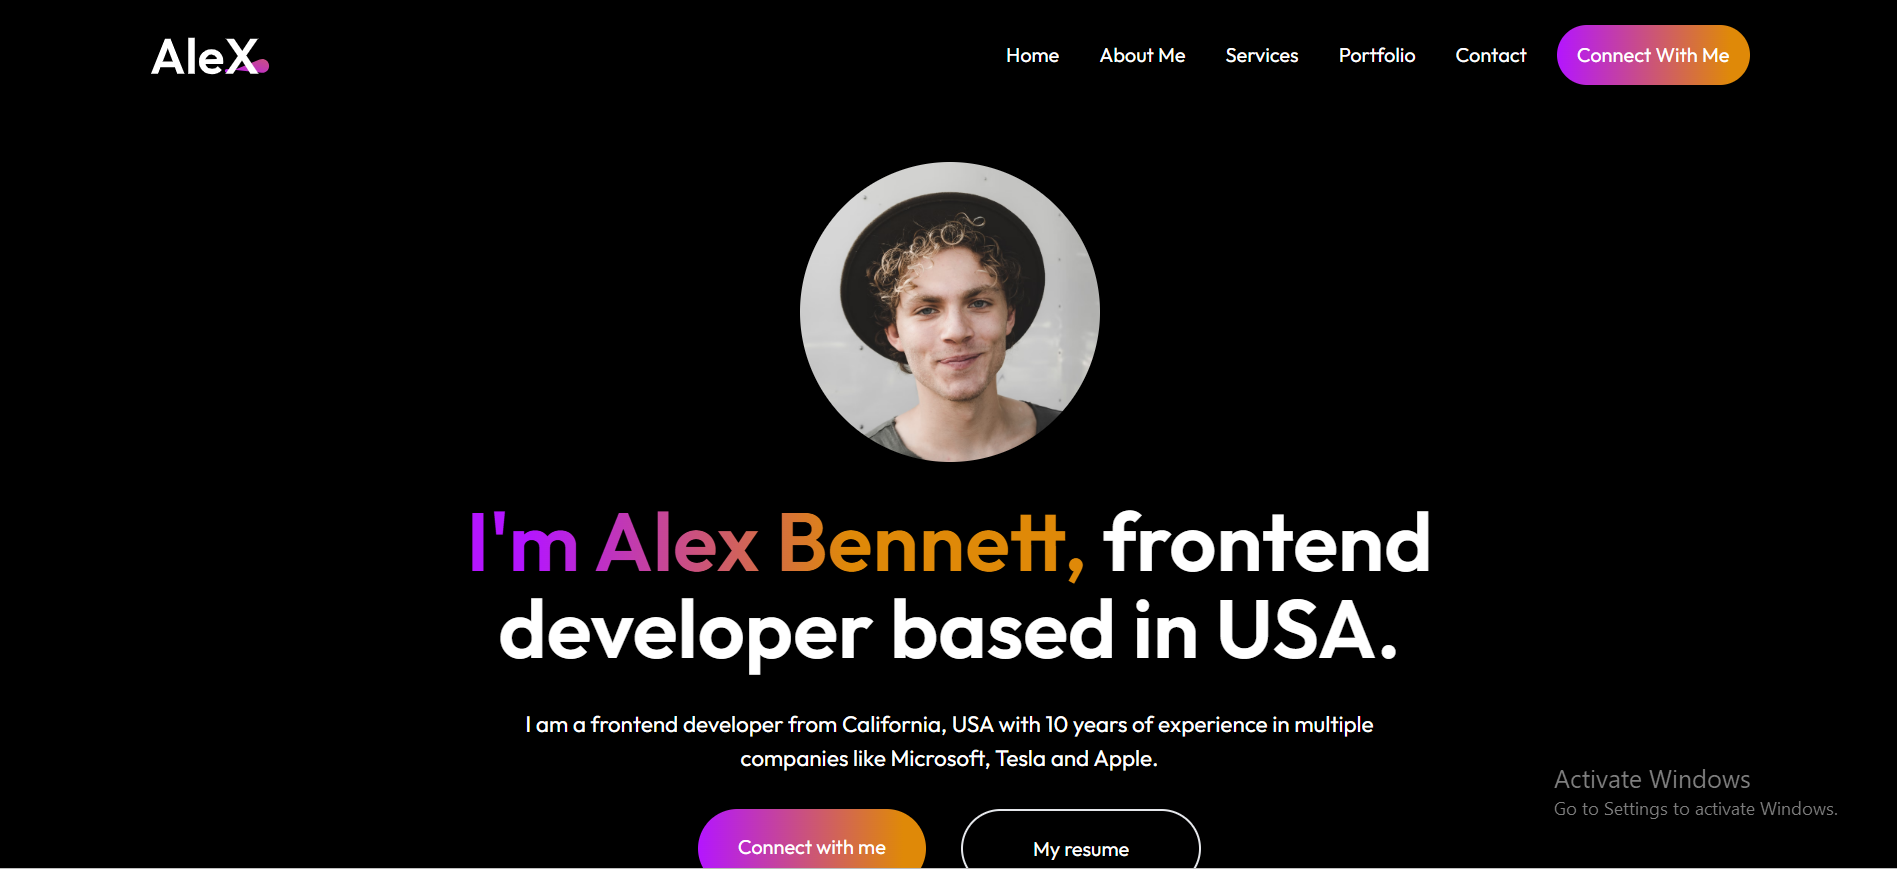 AleX
Home
About Me
Services
Portfolio
Contact
Connect With Me
I'm Alex Bennett, frontend
developer based in USA.
I am a frontend developer from California, USA with 10 years of experience in multiple
companies like Microsoft, Tesla and Apple.
Connect with me
My resume
Activate Windows
Go to Settings to activate Windows.